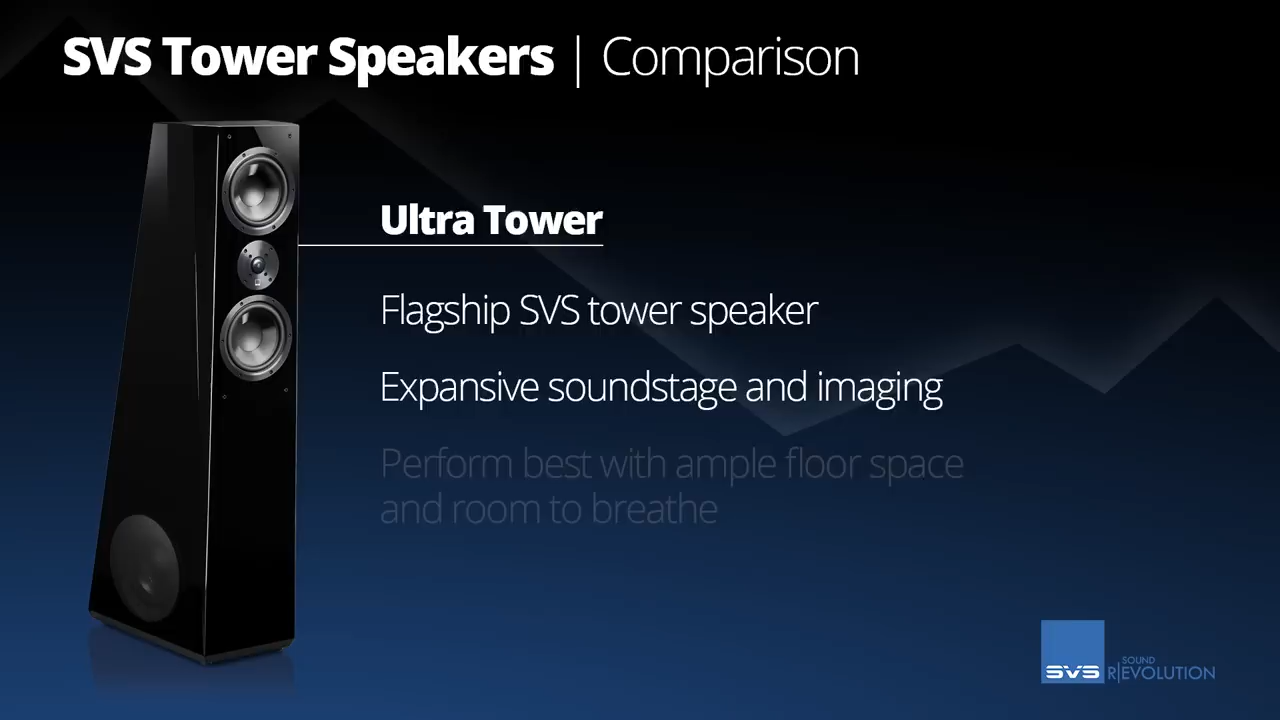 SVS Tower Speakers | Comparison
Ultra Tower
Flagship SVS tower speaker
Expansive soundstage and imaging
Perform best with ample floor space
and room to breathe
SVS SOUND
R|EVOLUTION